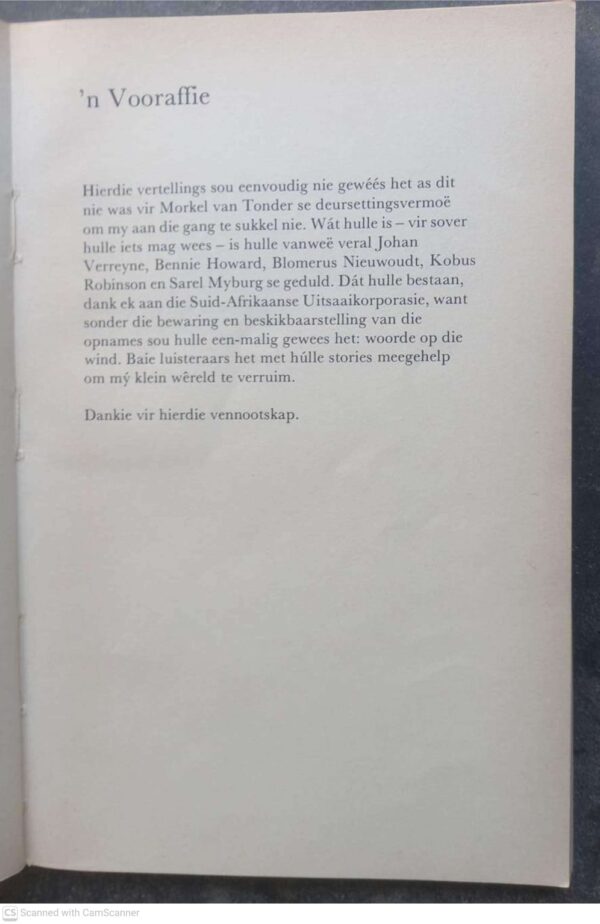 'n Vooraffie
Hierdie vertellings sou eenvoudig nie gewéés het as dit
nie was vir Morkel van Tonder se deursettingsvermoë
om my aan die gang te sukkel nie. Wát hulle is – vir sover
hulle iets mag wees – is hulle vanweë veral Johan
Verreyne, Bennie Howard, Blomerus Nieuwoudt, Kobus
Robinson en Sarel Myburg se geduld. Dát hulle bestaan,
dank ek aan die Suid-Afrikaanse Uitsaaikorporasie, want
sonder die bewaring en beskikbaarstelling van die
opnames sou hulle een-malig gewees het: woorde op die
wind. Baie luisteraars het met húlle stories meegehelp
om mý klein wêreld te verruim.
Dankie vir hierdie vennootskap.
CS Scanned with CamScanner